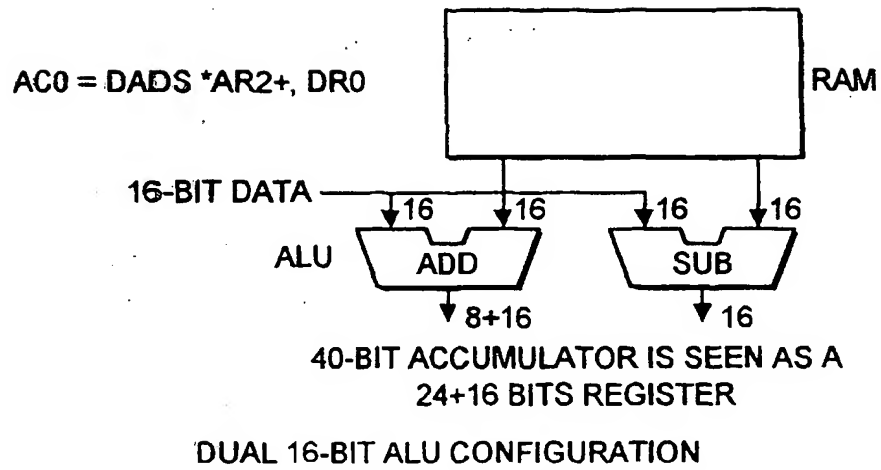 AC0 = DADS *AR2+, DR0
RAM
16-BIT DATA
16 16 16 16
ALU ADD SUB
8+16 16
40-BIT ACCUMULATOR IS SEEN AS A
24+16 BITS REGISTER
DUAL 16-BIT ALU CONFIGURATION